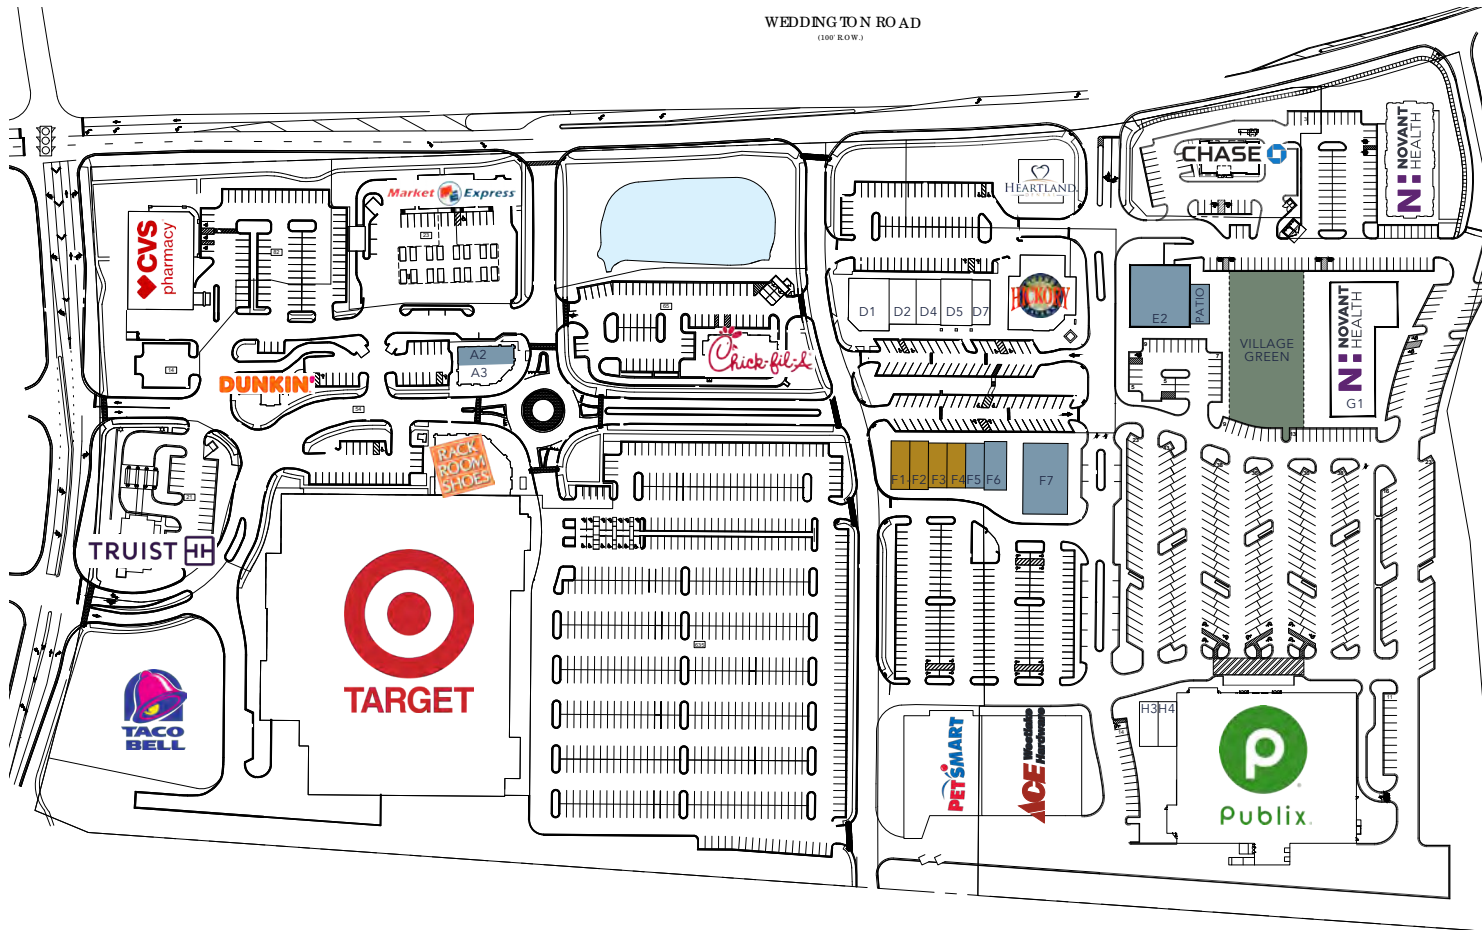 WEDDINGTON ROAD
(100' R.O.W.)
Market Express
CVS
pharmacy
HEARTLAND
CHASE
NOVANT
HEALTH
HICKORY
D1
D2
D4
D5
D7
E2
PATIO
VILLAGE
GREEN
NOVANT
HEALTH
G1
A2
A3
Chick-fil-A
DUNKIN'
RACK
ROOM
SHOES
F1
F2
F3
F4
F5
F6
F7
TRUIST
TARGET
TACO
BELL
PETSMART
ACE Westlake
Hardware
H3
H4
Publix